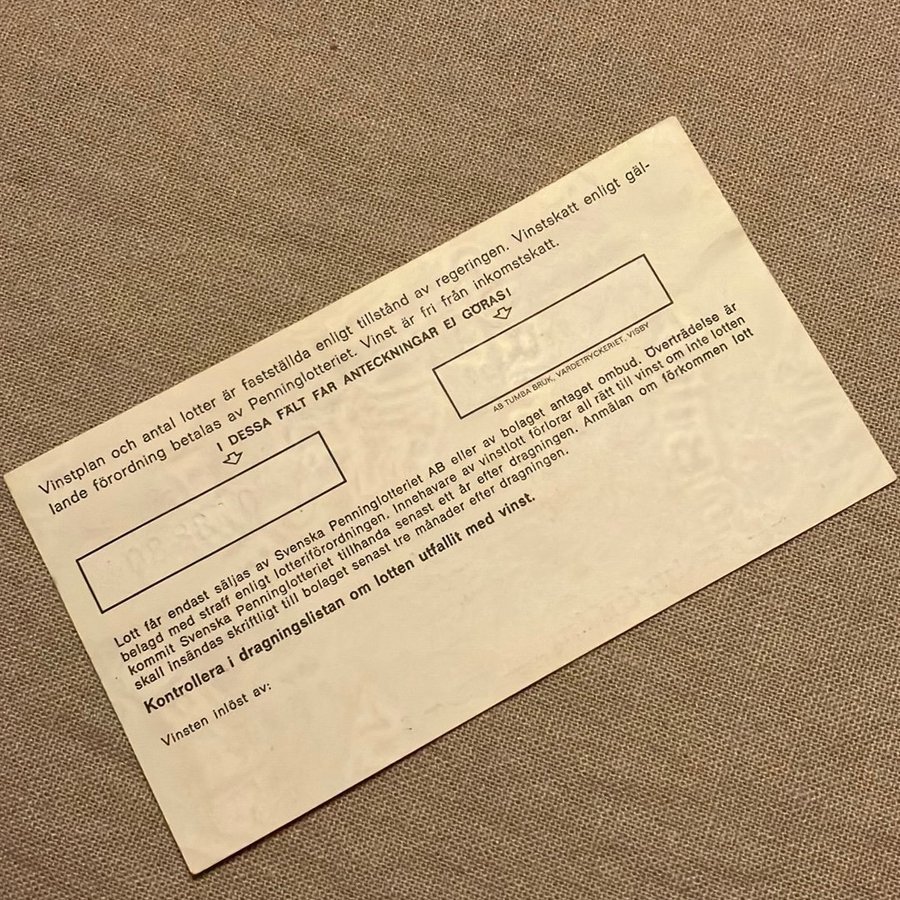 Vinstplan och antal lotter är fastställda enligt tillstånd av regeringen. Vinstskatt enligt gäl-
lande förordning betalas av Penninglotteriet. Vinst är fri från inkomstskatt.
I DESSA FÄLT FÅR ANTECKNINGAR EJ GÖRAS!
AB TUMBA BRUK, VÄRDETRYCKERIET, VISBY
Lott får endast säljas av Svenska Penninglotteriet AB eller av bolaget antaget ombud. Överträdelse är
belagd med straff enligt lotteriförordningen. Innehavare av vinstlott förlorar all rätt till vinst om inte lotten
kommit Svenska Penninglotteriet tillhanda senast ett år efter dragningen. Anmälan om förkommen lott
skall insändas skriftligt till bolaget senast tre månader efter dragningen.
Kontrollera i dragningslistan om lotten utfallit med vinst.
Vinsten inlöst av: